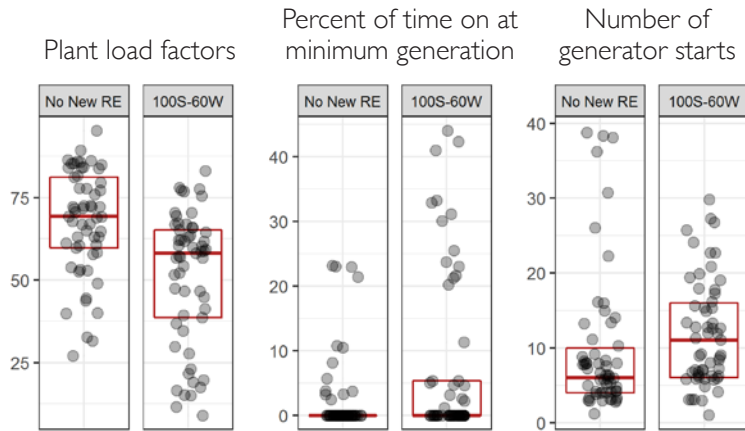 Plant load factors
Percent of time on at
minimum generation
Number of
generator starts
No New RE
100S-60W
No New RE
100S-60W
No New RE
100S-60W
75
50
25
40
30
20
10
0
40
30
20
10
0